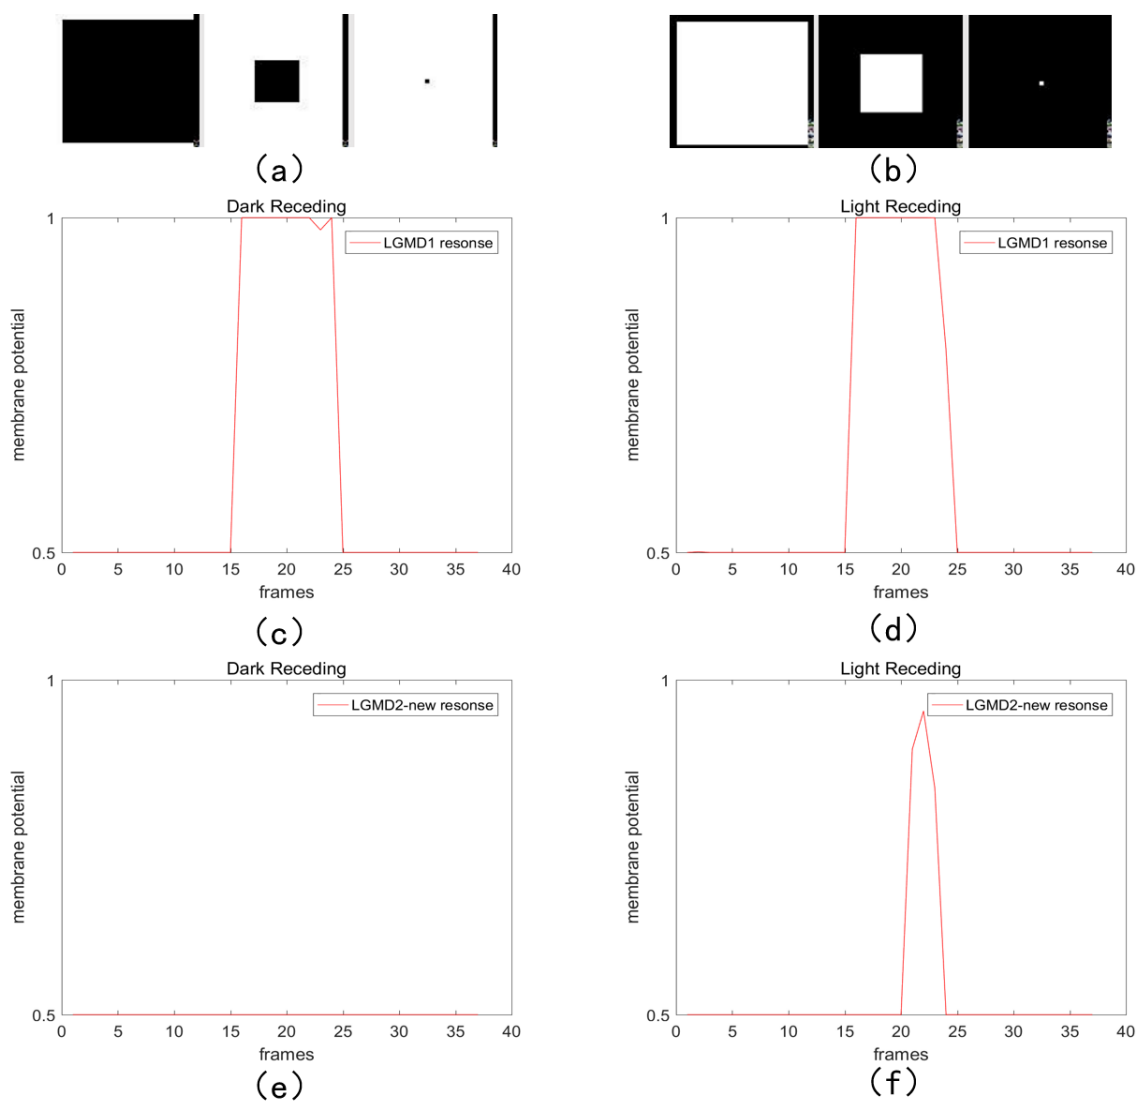 (a)
(b)
Dark Receding
1
LGMD1 resonse
membrane potential
0.5
0 5 10 15 20 25 30 35 40
frames
(c)
Light Receding
1
LGMD1 resonse
membrane potential
0.5
0 5 10 15 20 25 30 35 40
frames
(d)
Dark Receding
1
LGMD2-new resonse
membrane potential
0.5
0 5 10 15 20 25 30 35 40
frames
(e)
Light Receding
1
LGMD2-new resonse
membrane potential
0.5
0 5 10 15 20 25 30 35 40
frames
(f)